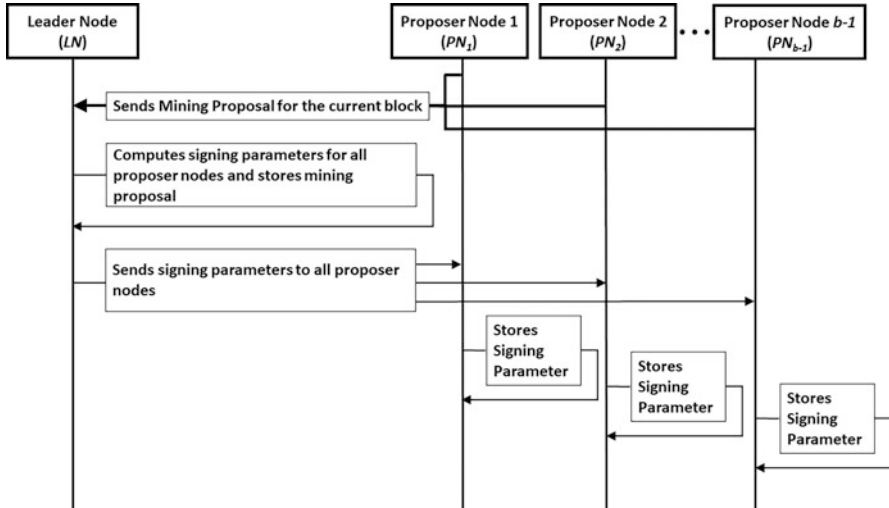 Leader Node
(LN)
Proposer Node 1
(PN1)
Proposer Node 2
(PN2)
Proposer Node b-1
(PNb-1)
Sends Mining Proposal for the current block
Computes signing parameters for all
proposer nodes and stores mining
proposal
Sends signing parameters to all proposer
nodes
Stores
Signing
Parameter
Stores
Signing
Parameter
Stores
Signing
Parameter